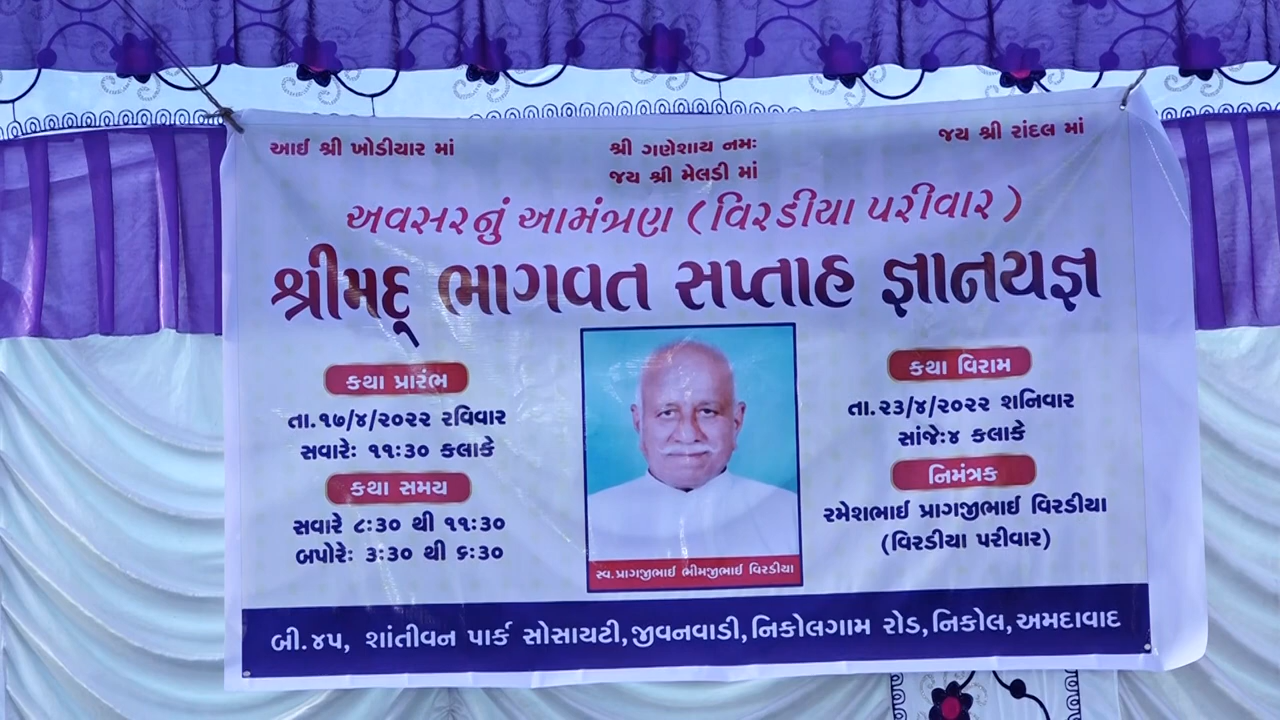 આઈ શ્રી ખોડીયાર માં
શ્રી ગણેશાય નમઃ
જય શ્રી રાંદલ માં
જય શ્રી મેલડી માં
અવસરનું આમંત્રણ (વિરડીયા પરીવાર)
શ્રીમદ્ ભાગવત સપ્તાહ જ્ઞાનયજ્ઞ
કથા પ્રારંભ
તા.૧૭/૪/૨૦૨૨ રવિવાર
સવારેઃ ૧૧:૩૦ કલાકે
કથા સમય
સવારે ૮:૩૦ થી ૧૧:૩૦
બપોરેઃ ૩:૩૦ થી ૬:૩૦
સ્વ.પ્રાગજીભાઈ ભીમજીભાઈ વિરડીયા
કથા વિરામ
તા.૨૩/૪/૨૦૨૨ શનિવાર
સાંજેઃ૪ કલાકે
નિમંત્રક
રમેશભાઈ પ્રાગજીભાઈ વિરડીયા
(વિરડીયા પરીવાર)
બી.૪૫, શાંતીવન પાર્ક સોસાયટી,જીવનવાડી,નિકોલગામ રોડ,નિકોલ,અમદાવાદ